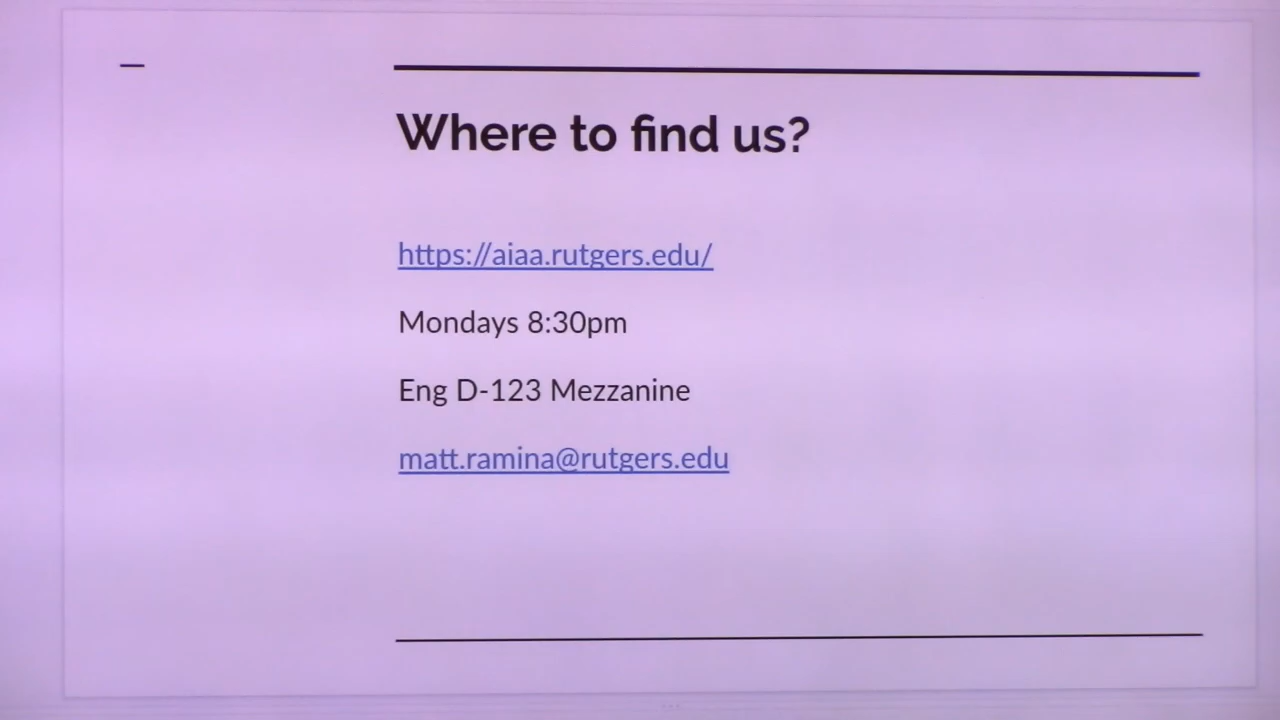 Where to find us?
https://aiaa.rutgers.edu/
Mondays 8:30pm
Eng D-123 Mezzanine
matt.ramina@rutgers.edu